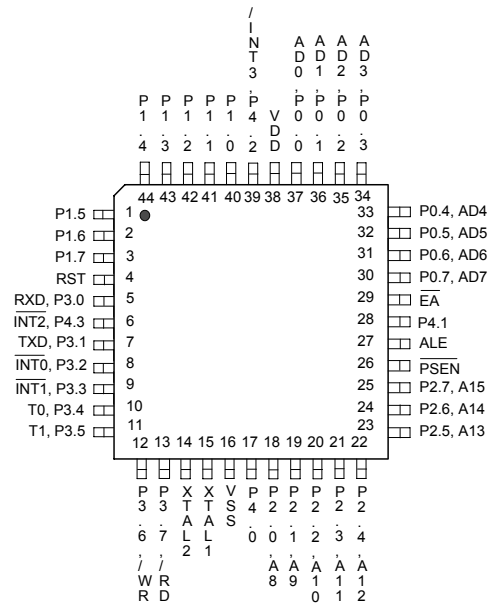 P1.4
P1.3
P1.2
P1.1
P1.0
/INT3,P4.2
VDD
AD0,P0.0
AD1,P0.1
AD2,P0.2
AD3,P0.3
44 43 42 41 40 39 38 37 36 35 34
P1.5 1
P1.6 2
P1.7 3
RST 4
RXD, P3.0 5
INT2, P4.3 6
TXD, P3.1 7
INT0, P3.2 8
INT1, P3.3 9
T0, P3.4 10
T1, P3.5 11
33 P0.4, AD4
32 P0.5, AD5
31 P0.6, AD6
30 P0.7, AD7
29 EA
28 P4.1
27 ALE
26 PSEN
25 P2.7, A15
24 P2.6, A14
23 P2.5, A13
12 13 14 15 16 17 18 19 20 21 22
P3.6,/WR
P3.7,/RD
XTAL2
XTAL1
VSS
P4.0
P2.0,A8
P2.1,A9
P2.2,A10
P2.3,A11
P2.4,A12